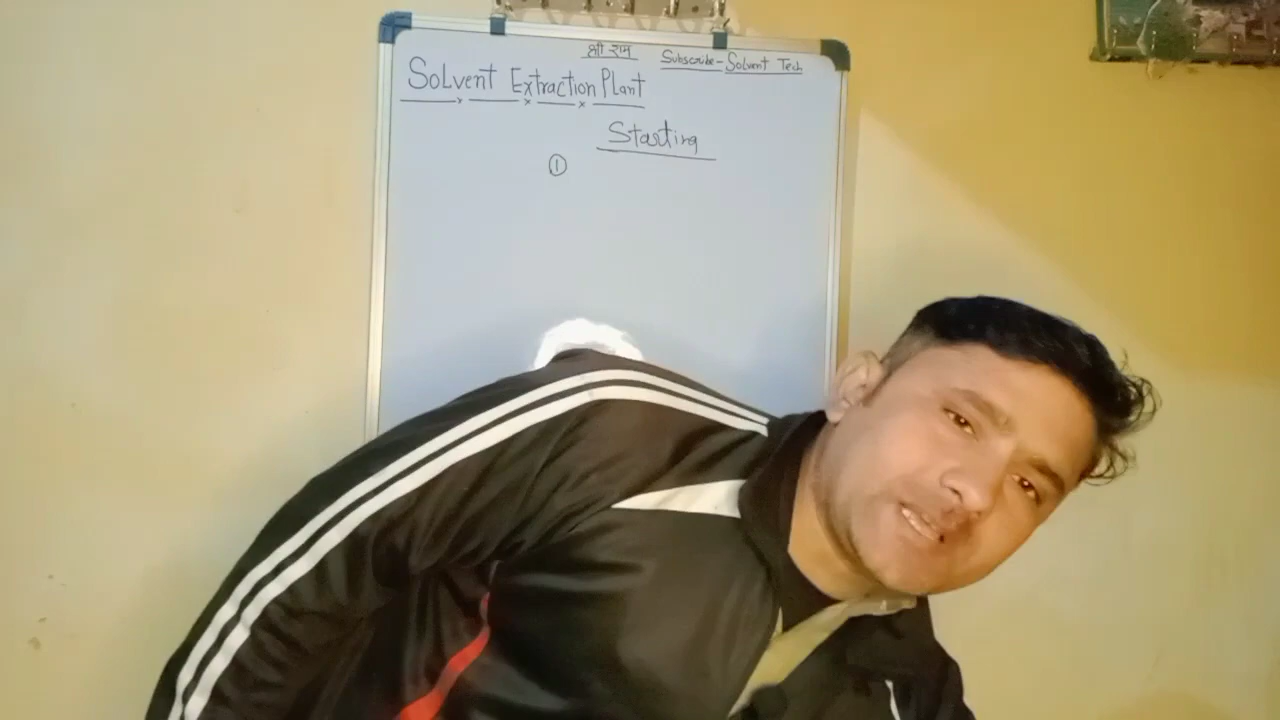 श्री राम
Subscribe - Solvent Tech
Solvent Extraction Plant
Starting
①